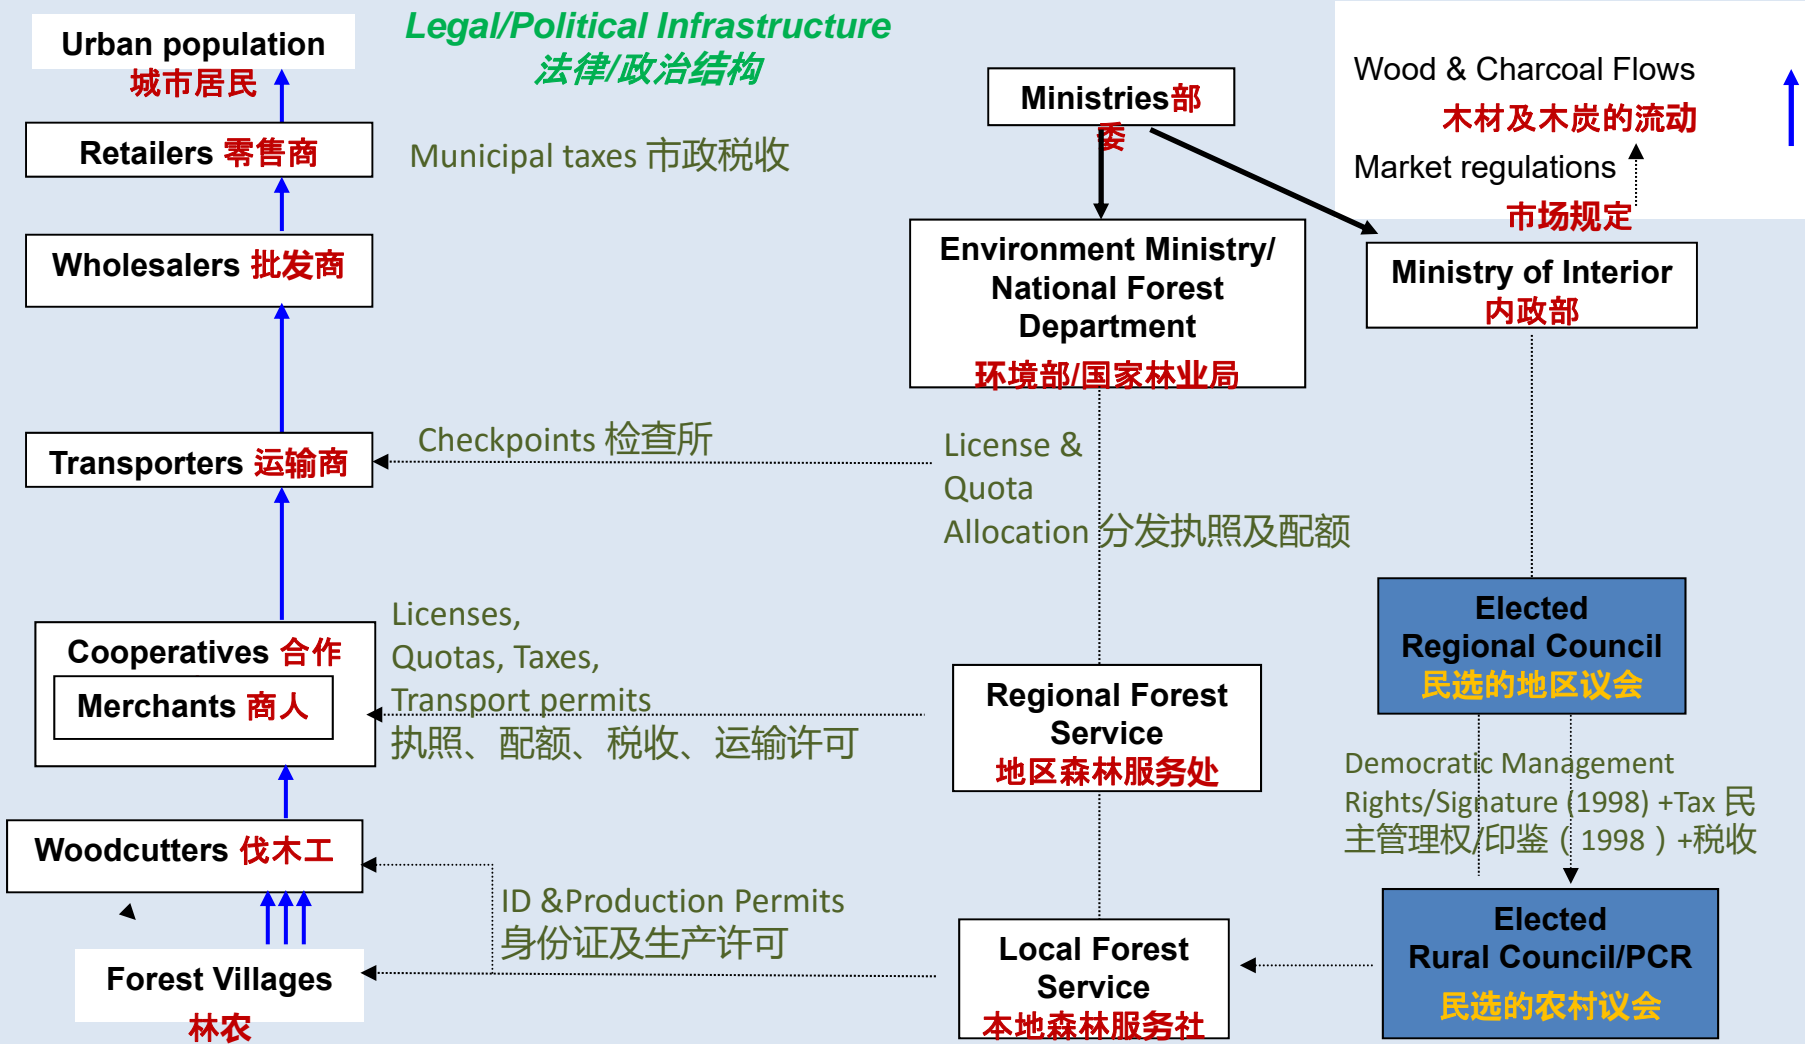 Legal/Political Infrastructure
法律/政治结构
Urban population
城市居民
Retailers 零售商
Municipal taxes 市政税收
Wholesalers 批发商
Transporters 运输商
Checkpoints 检查所
Cooperatives 合作
Merchants 商人
Licenses,
Quotas, Taxes,
Transport permits
执照、配额、税收、运输许可
Woodcutters 伐木工
ID &Production Permits
身份证及生产许可
Forest Villages
林农
Ministries部
委
Environment Ministry/
National Forest
Department
环境部/国家林业局
License &
Quota
Allocation 分发执照及配额
Regional Forest
Service
地区森林服务处
Local Forest
Service
本地森林服务社
Wood & Charcoal Flows
木材及木炭的流动
Market regulations
市场规定
Ministry of Interior
内政部
Elected
Regional Council
民选的地区议会
Democratic Management
Rights/Signature (1998) +Tax 民
主管理权/印鉴（1998）+税收
Elected
Rural Council/PCR
民选的农村议会